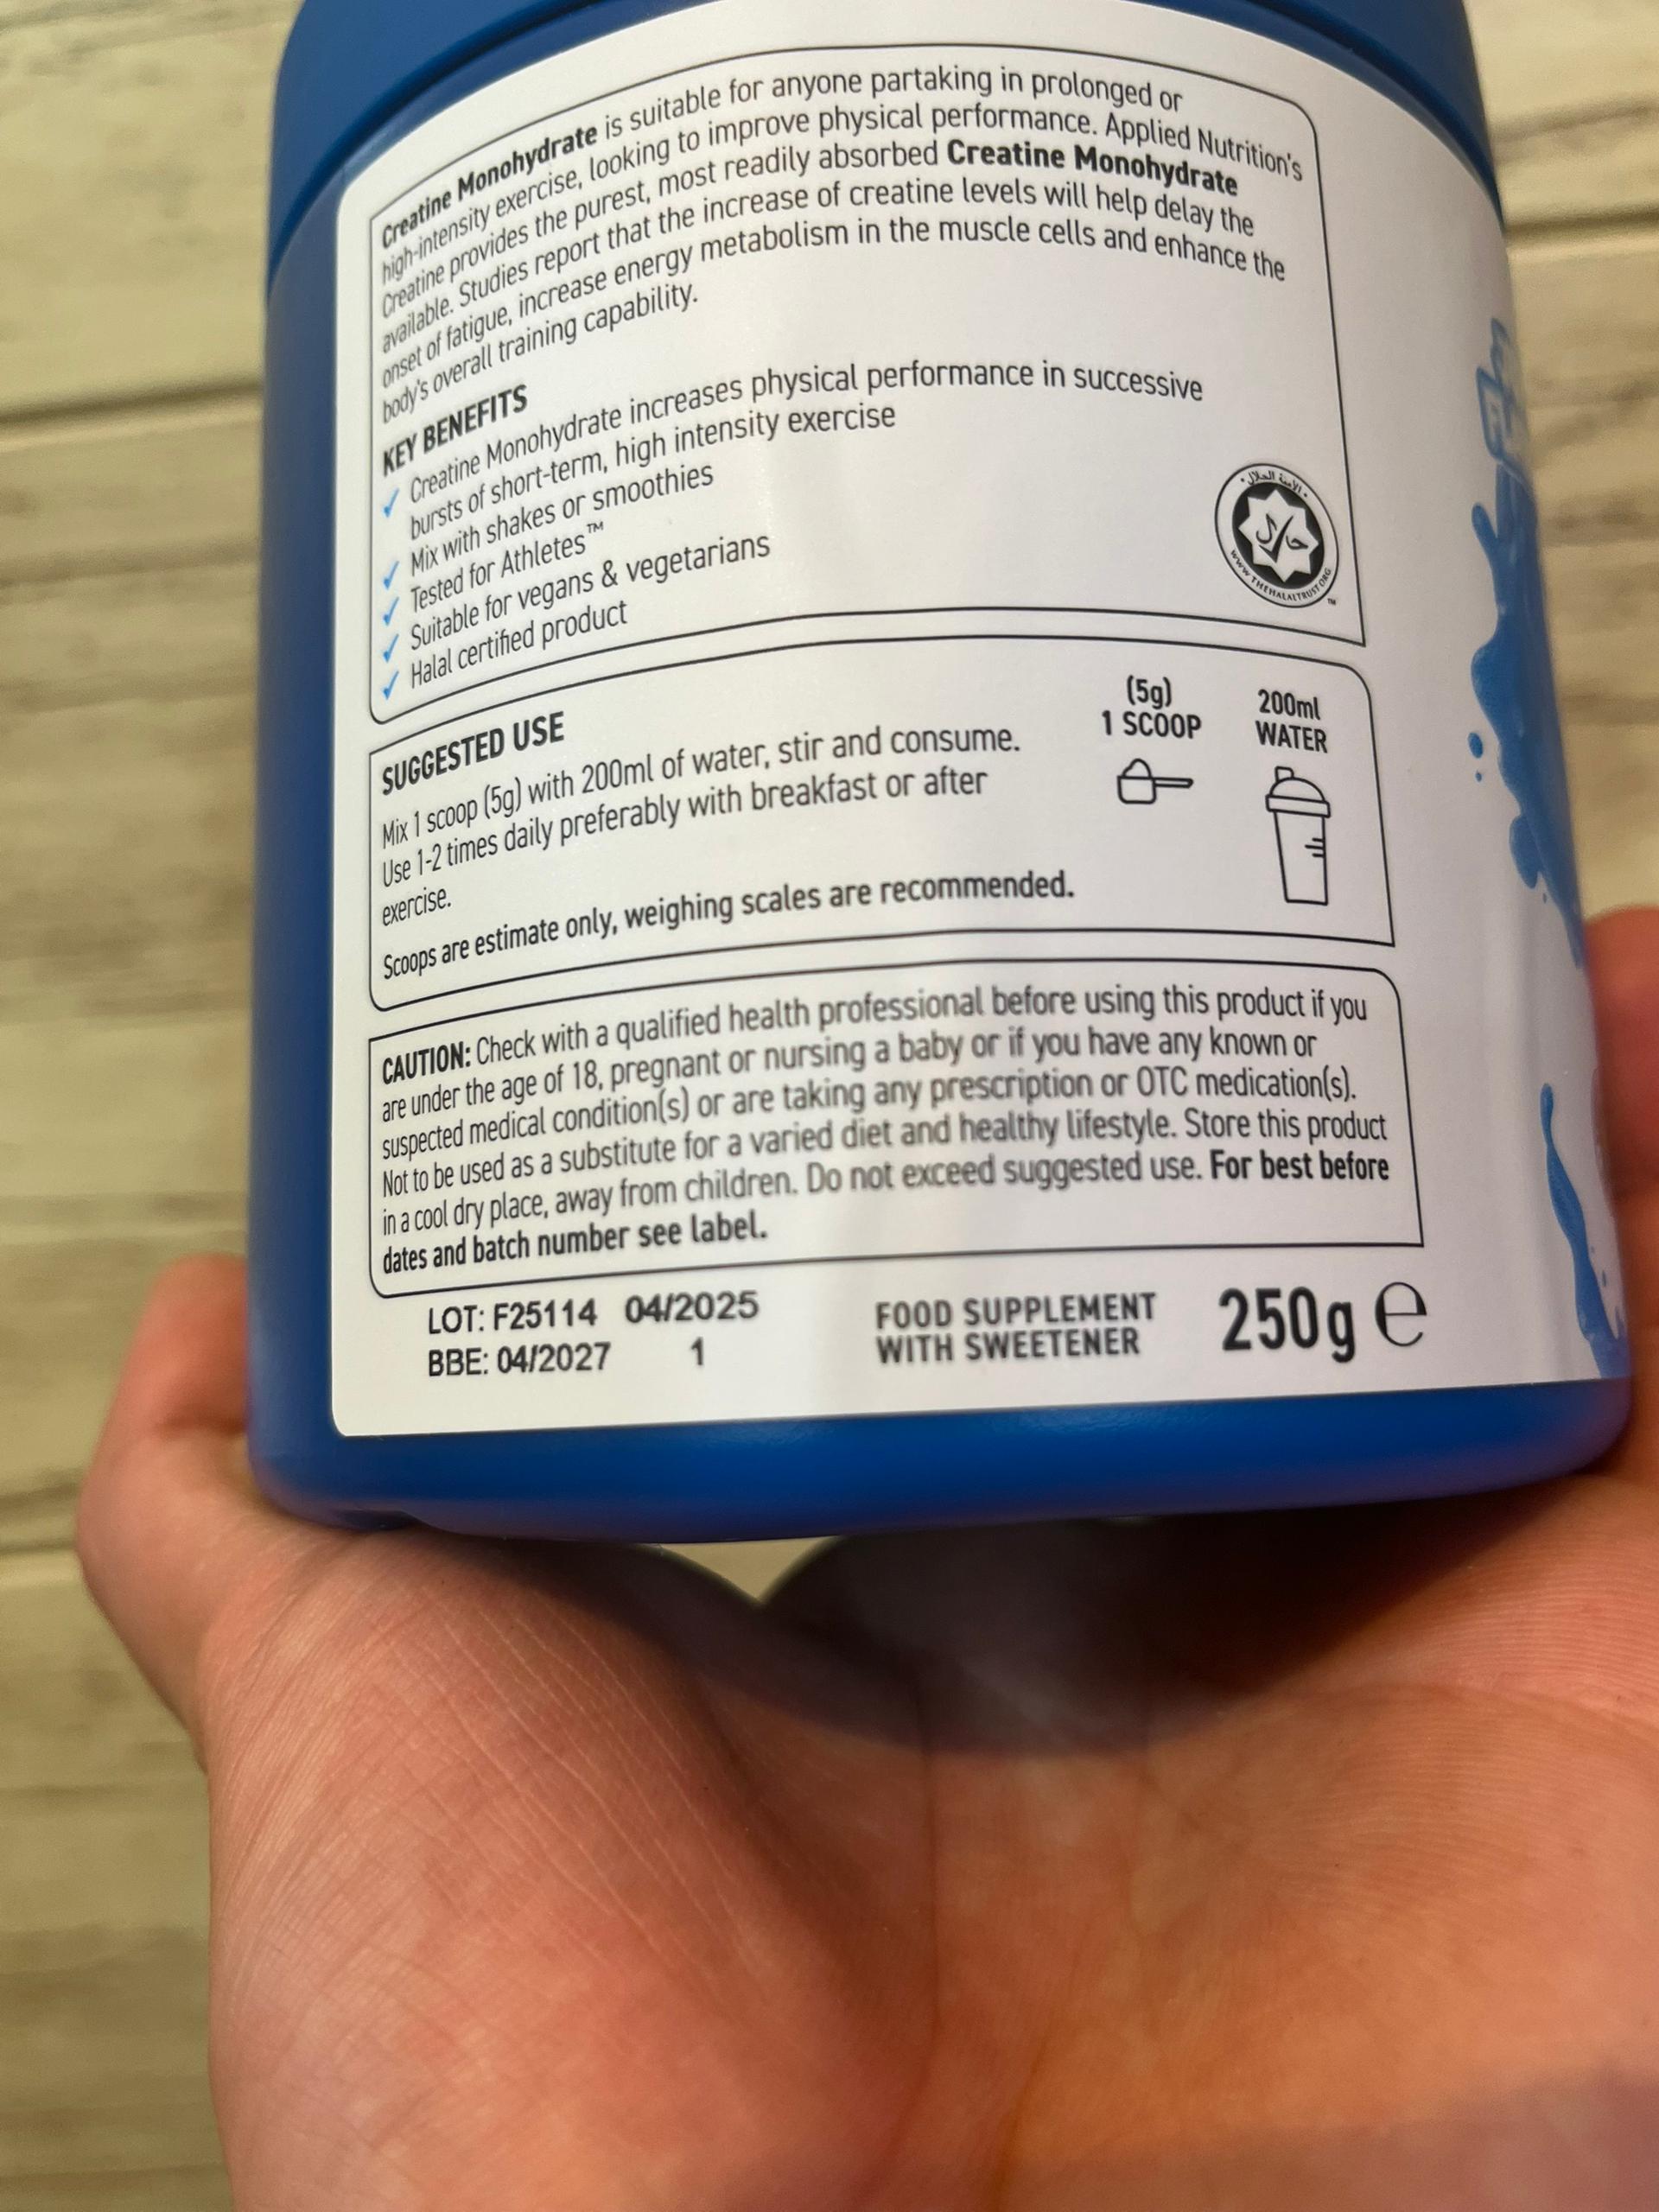 Creatine Monohydrate is suitable for anyone partaking in prolonged or
high-intensity exercise, looking to improve physical performance. Applied Nutrition's
Creatine provides the purest, most readily absorbed Creatine Monohydrate
available. Studies report that the increase of creatine levels will help delay the
onset of fatigue, increase energy metabolism in the muscle cells and enhance the
body's overall training capability.
KEY BENEFITS
✓ Creatine Monohydrate increases physical performance in successive
bursts of short-term, high intensity exercise
✓ Mix with shakes or smoothies
✓ Tested for Athletes™
✓ Suitable for vegans & vegetarians
✓ Halal certified product
حلال
WWW.THEHALALTRUST.ORG
TM
SUGGESTED USE
Mix 1 scoop (5g) with 200ml of water, stir and consume.
Use 1-2 times daily preferably with breakfast or after
exercise.
Scoops are estimate only, weighing scales are recommended.
(5g)
1 SCOOP
200ml
WATER
CAUTION: Check with a qualified health professional before using this product if you
are under the age of 18, pregnant or nursing a baby or if you have any known or
suspected medical condition(s) or are taking any prescription or OTC medication(s).
Not to be used as a substitute for a varied diet and healthy lifestyle. Store this product
in a cool dry place, away from children. Do not exceed suggested use. For best before
dates and batch number see label.
LOT: F25114 04/2025
BBE: 04/2027 1
FOOD SUPPLEMENT
WITH SWEETENER
250g e